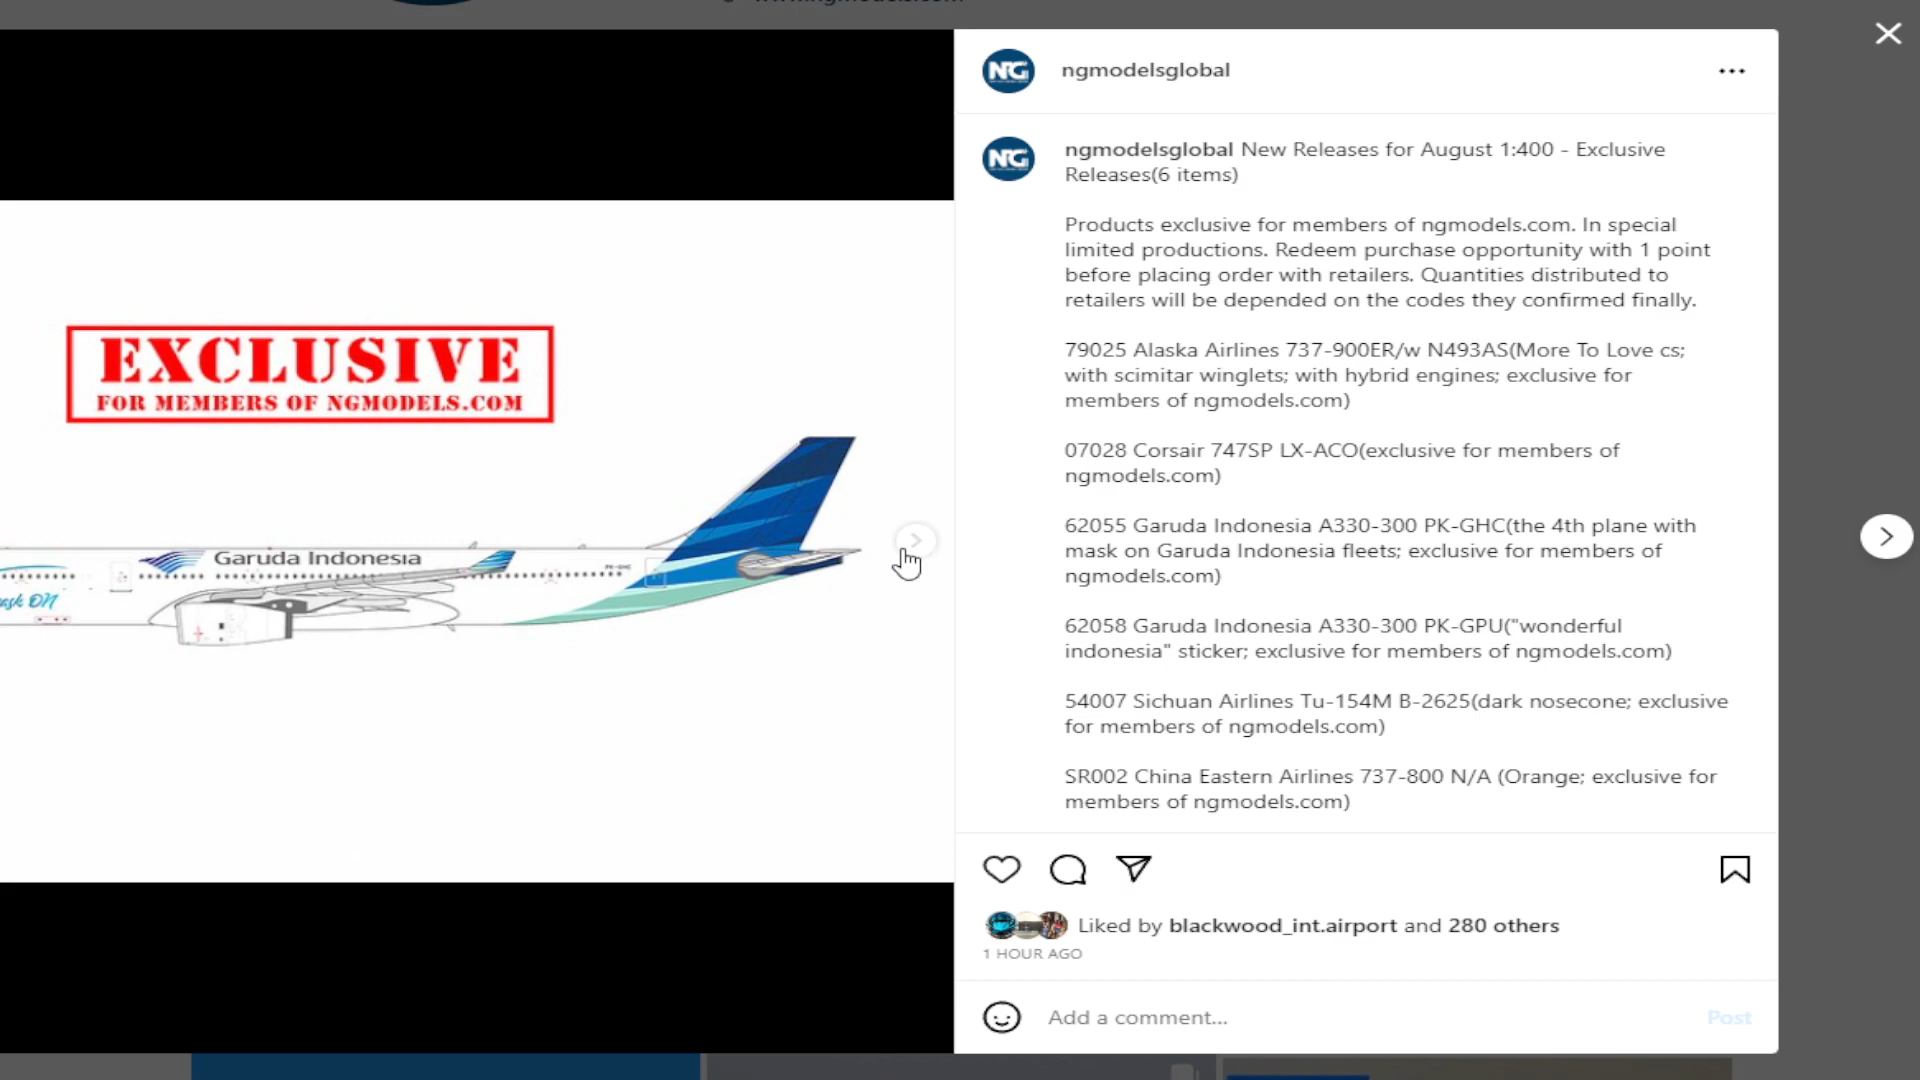 NG
ngmodelsglobal
NG
ngmodelsglobal New Releases for August 1:400 - Exclusive
Releases(6 items)
Products exclusive for members of ngmodels.com. In special
limited productions. Redeem purchase opportunity with 1 point
before placing order with retailers. Quantities distributed to
retailers will be depended on the codes they confirmed finally.
79025 Alaska Airlines 737-900ER/w N493AS(More To Love cs;
with scimitar winglets; with hybrid engines; exclusive for
members of ngmodels.com)
07028 Corsair 747SP LX-ACO(exclusive for members of
ngmodels.com)
62055 Garuda Indonesia A330-300 PK-GHC(the 4th plane with
mask on Garuda Indonesia fleets; exclusive for members of
ngmodels.com)
62058 Garuda Indonesia A330-300 PK-GPU("wonderful
indonesia" sticker; exclusive for members of ngmodels.com)
54007 Sichuan Airlines Tu-154M B-2625(dark nosecone; exclusive
for members of ngmodels.com)
SR002 China Eastern Airlines 737-800 N/A (Orange; exclusive for
members of ngmodels.com)
Liked by blackwood_int.airport and 280 others
1 HOUR AGO
Add a comment...
Post
EXCLUSIVE
FOR MEMBERS OF NGMODELS.COM
Garuda Indonesia
PK-GHC
ask ON